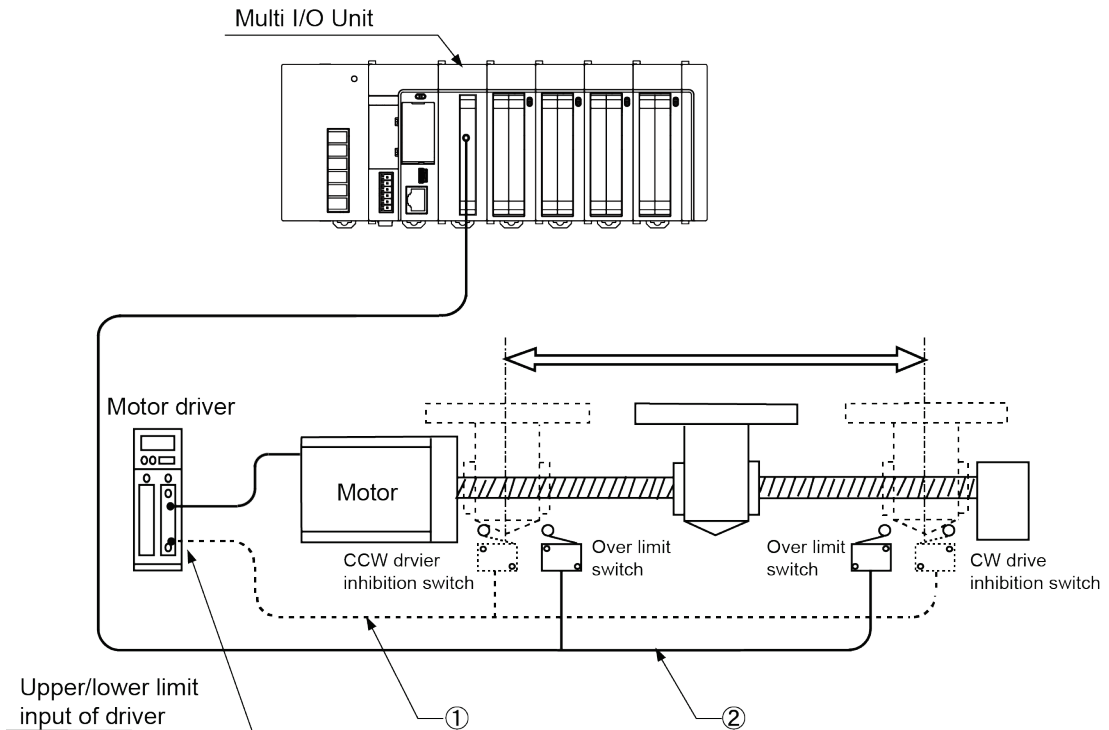 Multi I/O Unit
Motor driver
Motor
CCW drvier
inhibition switch
Over limit
switch
Over limit
switch
CW drive
inhibition switch
Upper/lower limit
input of driver
①
②